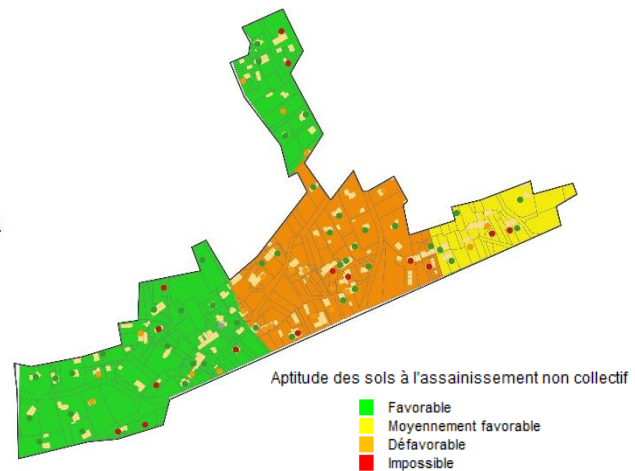 Aptitude des sols à l'assainissement non collectif
Favorable
Moyennement favorable
Défavorable
Impossible